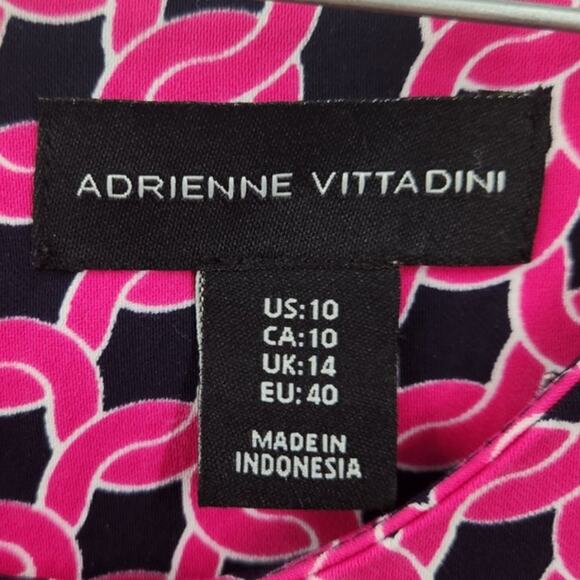 ADRIENNE VITTADINI
US:10
CA:10
UK:14
EU:40
MADE IN
INDONESIA